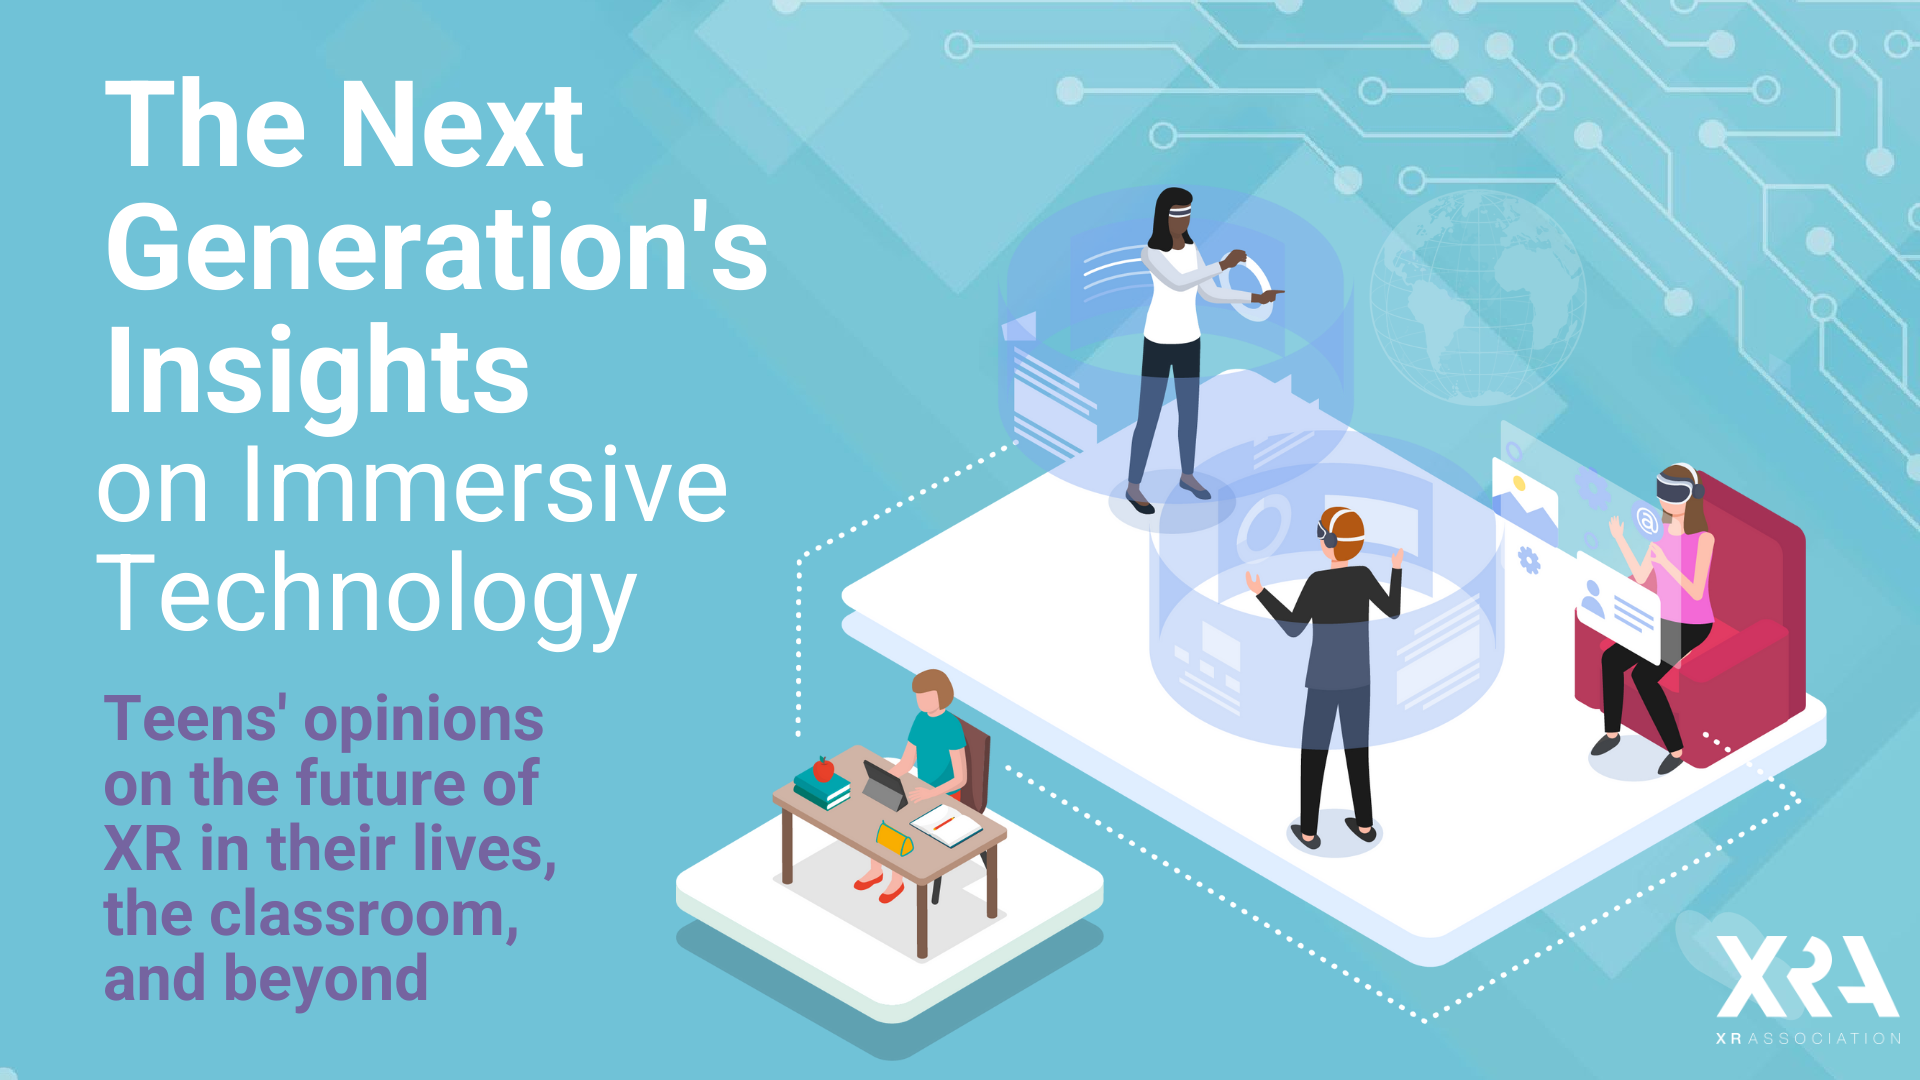 The Next
Generation's
Insights
on Immersive
Technology
Teens' opinions
on the future of
XR in their lives,
the classroom,
and beyond
@
XRA
XR ASSOCIATION